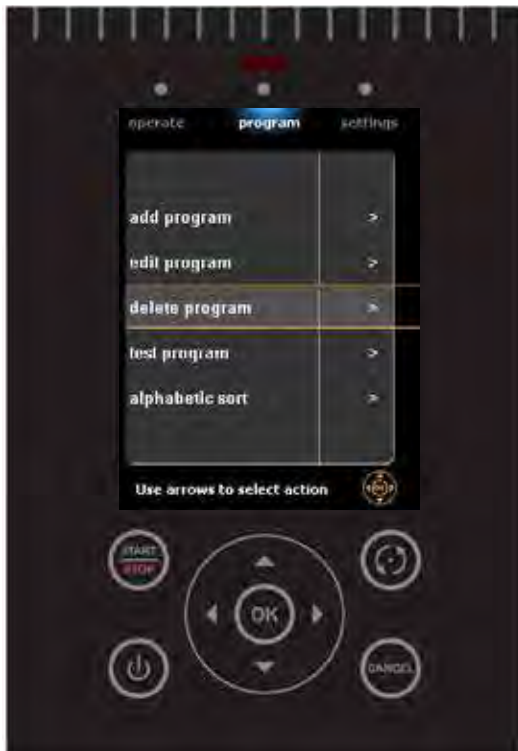 operate program settings
add program >
edit program >
delete program >
test program >
alphabetic sort >
Use arrows to select action
START
STOP
OK
CANCEL